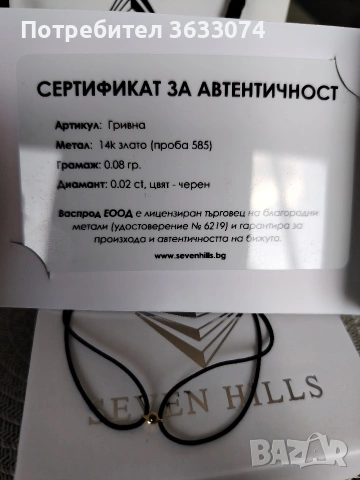 Потребител 3633074
СЕРТИФИКАТ ЗА АВТЕНТИЧНОСТ
Артикул: Гривна
Метал: 14k злато (проба 585)
Грамаж: 0.08 гр.
Диамант: 0.02 ct, цвят - черен
Васпрод ЕООД е лицензиран търговец на благородни
метали (удостоверение № 6219) и гарантира за
произхода и автентичността на бижуто.
www.sevenhills.bg
SEVEN HILLS
bazar